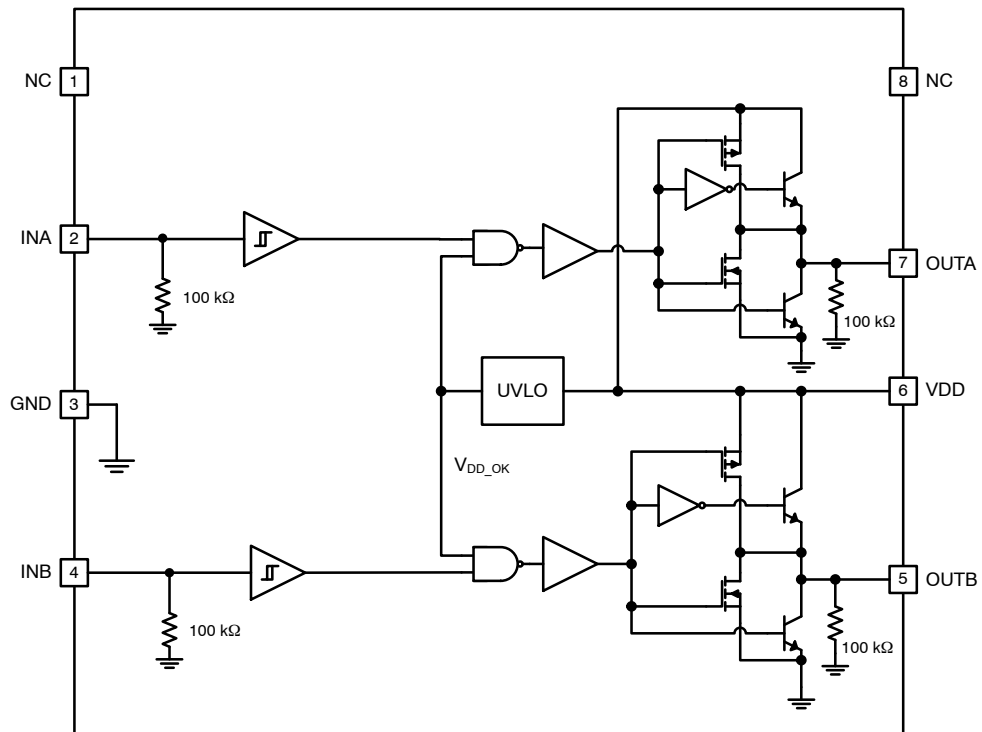 NC 1
8 NC
INA 2
100 kΩ
7 OUTA
100 kΩ
GND 3
UVLO
6 VDD
VDD_OK
INB 4
5 OUTB
100 kΩ
100 kΩ